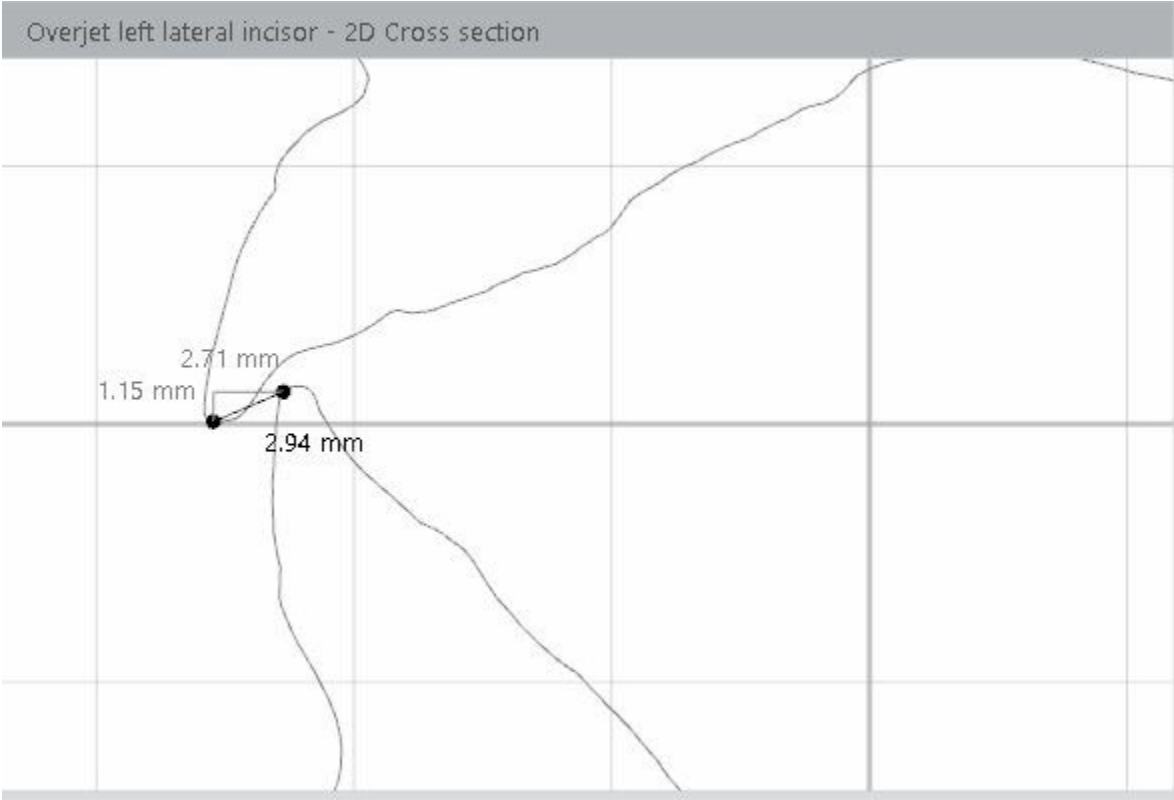 Overjet left lateral incisor - 2D Cross section
2.71 mm
1.15 mm
2.94 mm